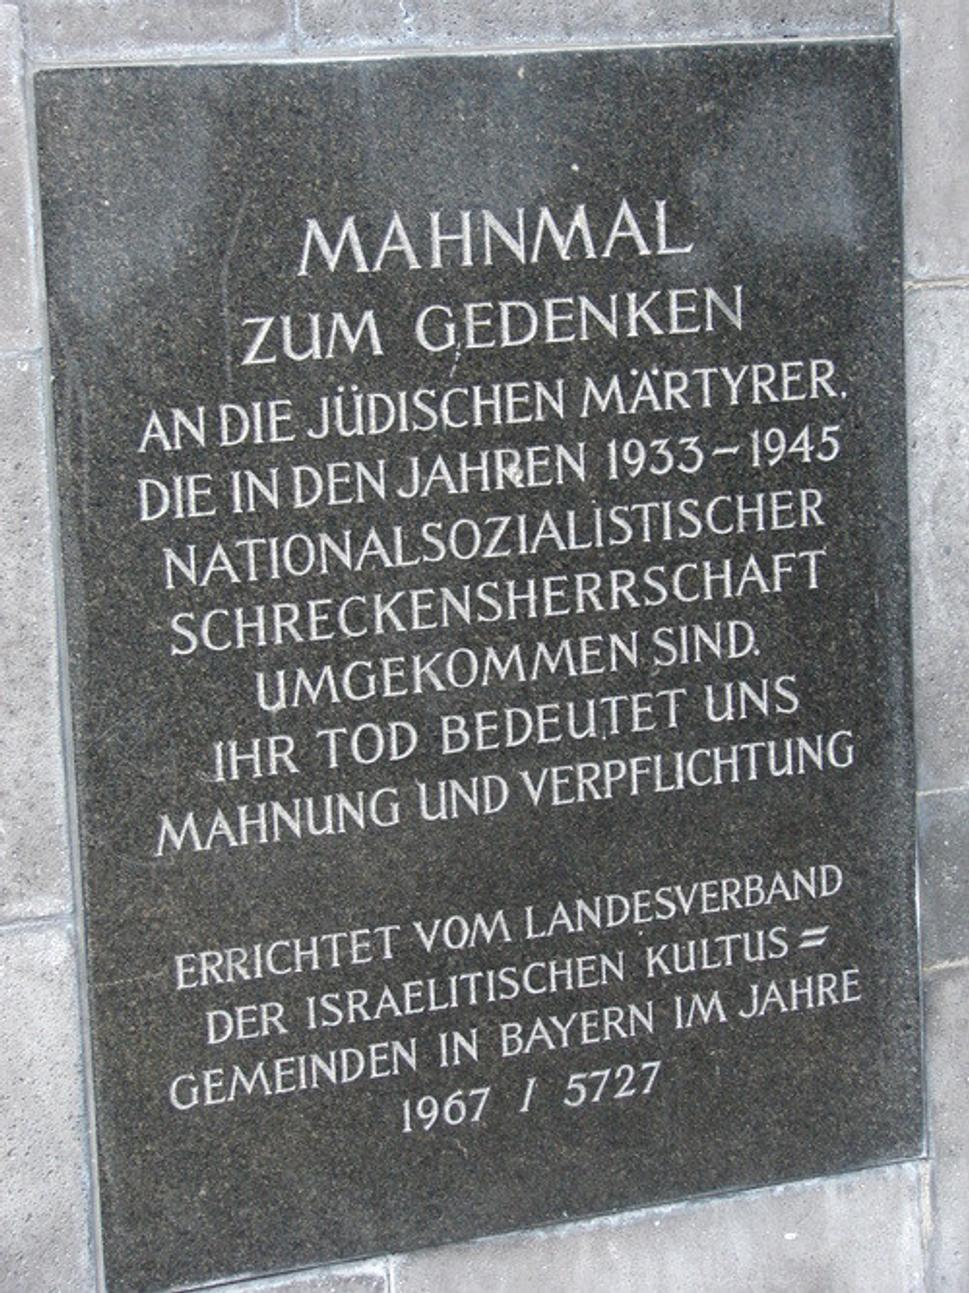 MAHNMAL
ZUM GEDENKEN
AN DIE JÜDISCHEN MÄRTYRER,
DIE IN DEN JAHREN 1933-1945
NATIONALSOZIALISTISCHER
SCHRECKENSHERRSCHAFT
UMGEKOMMEN SIND.
IHR TOD BEDEUTET UNS
MAHNUNG UND VERPFLICHTUNG
ERRICHTET VOM LANDESVERBAND
DER ISRAELITISCHEN KULTUS=
GEMEINDEN IN BAYERN IM JAHRE
1967 / 5727